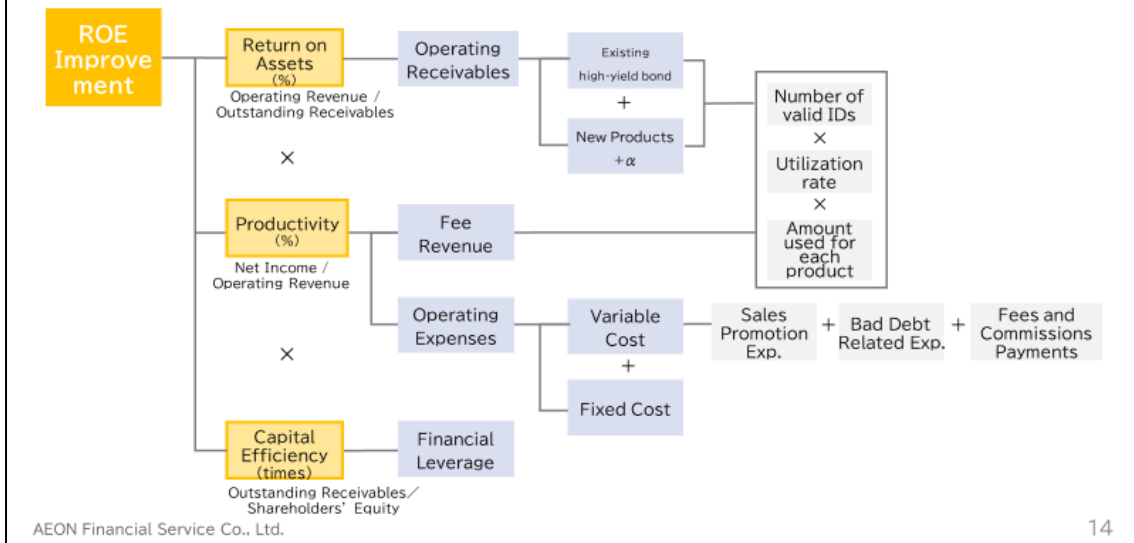 ROE
Improve
ment
Return on
Assets
(%)
Operating Revenue /
Outstanding Receivables
Operating
Receivables
Existing
high-yield bond
+
New Products
+α
Number of
valid IDs
×
Utilization
rate
×
Amount
used for
each
product
×
Productivity
(%)
Net Income /
Operating Revenue
Fee
Revenue
Operating
Expenses
Variable
Cost
+
Fixed Cost
Sales
Promotion
Exp.
+
Bad Debt
Related Exp.
+
Fees and
Commissions
Payments
×
Capital
Efficiency
(times)
Outstanding Receivables／
Shareholders’ Equity
Financial
Leverage
AEON Financial Service Co., Ltd.
14